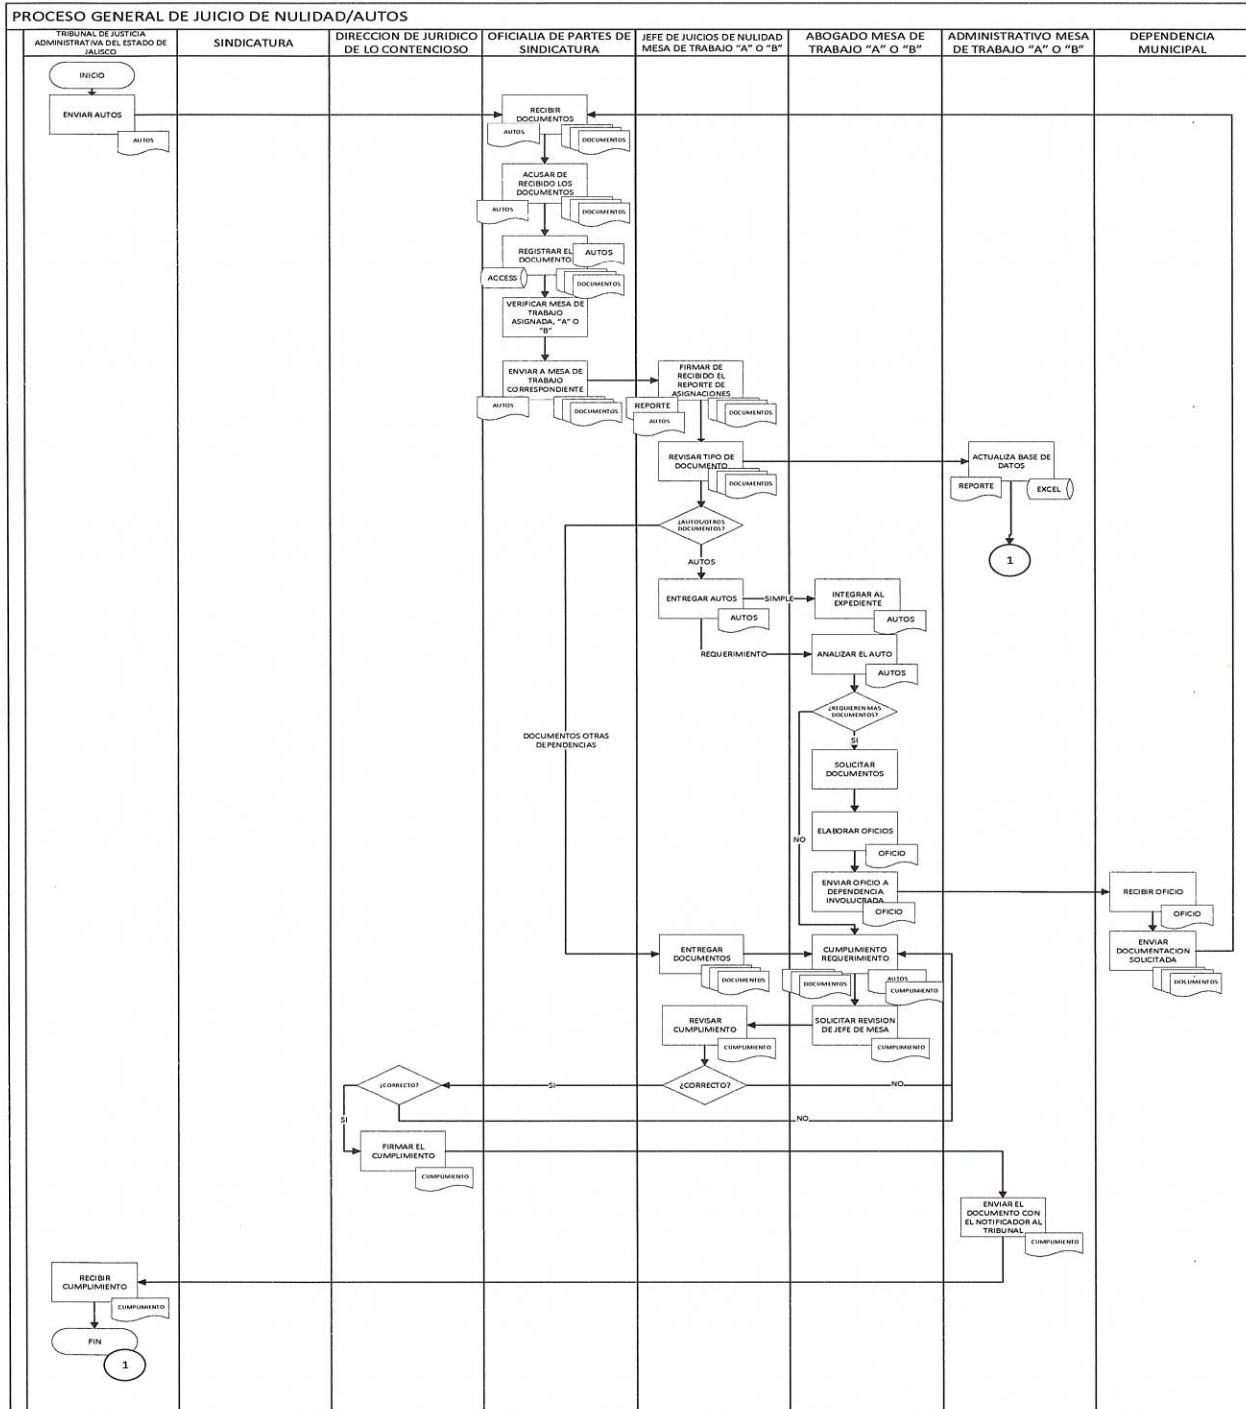 PROCESO GENERAL DE JUICIO DE NULIDAD/AUTOS
TRIBUNAL DE JUSTICIA
ADMINISTRATIVA DEL ESTADO DE
JALISCO
SINDICATURA
DIRECCION DE JURIDICO
DE LO CONTENCIOSO
OFICIALIA DE PARTES DE
SINDICATURA
JEFE DE JUICIOS DE NULIDAD
MESA DE TRABAJO "A" O "B"
ABOGADO MESA DE
TRABAJO "A" O "B"
ADMINISTRATIVO MESA
DE TRABAJO "A" O "B"
DEPENDENCIA
MUNICIPAL
INICIO
ENVIAR AUTOS
AUTOS
RECIBIR
DOCUMENTOS
AUTOS
DOCUMENTOS
ACUSAR DE
RECIBIDO LOS
DOCUMENTOS
AUTOS
DOCUMENTOS
REGISTRAR EL
DOCUMENTO
AUTOS
ACCESS
DOCUMENTOS
VERIFICAR MESA DE
TRABAJO
ASIGNADA, "A" O
"B"
ENVIAR A MESA DE
TRABAJO
CORRESPONDIENTE
AUTOS
DOCUMENTOS
FIRMAR DE
RECIBIDO EL
REPORTE DE
ASIGNACIONES
REPORTE
AUTOS
DOCUMENTOS
REVISAR TIPO DE
DOCUMENTO
DOCUMENTOS
ACTUALIZA BASE DE
DATOS
REPORTE
EXCEL
1
¿AUTOS/OTROS
DOCUMENTOS?
AUTOS
ENTREGAR AUTOS
AUTOS
SIMPLE
INTEGRAR AL
EXPEDIENTE
AUTOS
REQUERIMIENTO
ANALIZAR EL AUTO
AUTOS
¿REQUIEREN MAS
DOCUMENTOS?
SI
NO
DOCUMENTOS OTRAS
DEPENDENCIAS
SOLICITAR
DOCUMENTOS
ELABORAR OFICIOS
OFICIO
ENVIAR OFICIO A
DEPENDENCIA
INVOLUCRADA
OFICIO
RECIBIR OFICIO
OFICIO
ENVIAR
DOCUMENTACION
SOLICITADA
DOCUMENTOS
ENTREGAR
DOCUMENTOS
DOCUMENTOS
CUMPLIMIENTO
REQUERIMIENTO
DOCUMENTOS
AUTOS
CUMPLIMIENTO
REVISAR
CUMPLIMIENTO
CUMPLIMIENTO
SOLICITAR REVISION
DE JEFE DE MESA
CUMPLIMIENTO
¿CORRECTO?
SI
¿CORRECTO?
NO
NO
SI
FIRMAR EL
CUMPLIMIENTO
CUMPLIMIENTO
ENVIAR EL
DOCUMENTO CON
EL NOTIFICADOR AL
TRIBUNAL
CUMPLIMIENTO
RECIBIR
CUMPLIMIENTO
CUMPLIMIENTO
FIN
1